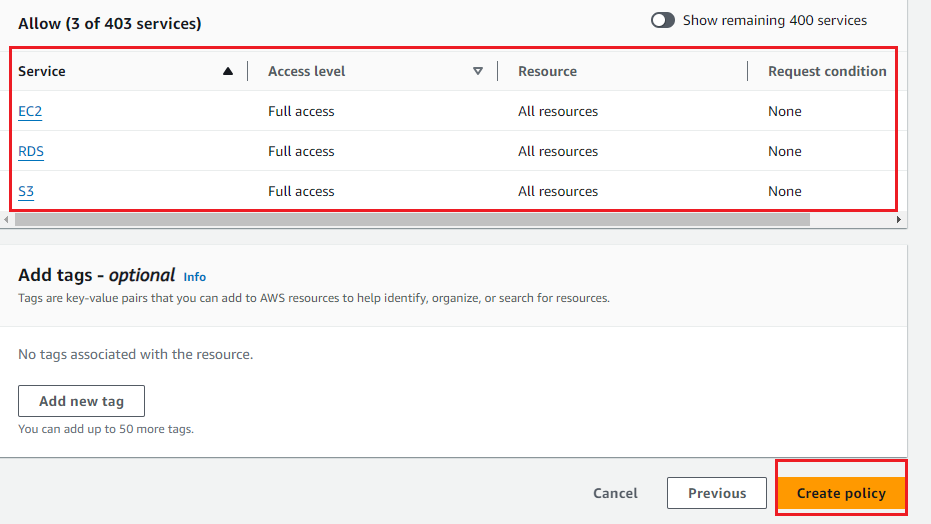 Allow (3 of 403 services)
Show remaining 400 services
Service Access level Resource Request condition
EC2 Full access All resources None
RDS Full access All resources None
S3 Full access All resources None
Add tags - optional Info
Tags are key-value pairs that you can add to AWS resources to help identify, organize, or search for resources.
No tags associated with the resource.
Add new tag
You can add up to 50 more tags.
Cancel Previous Create policy